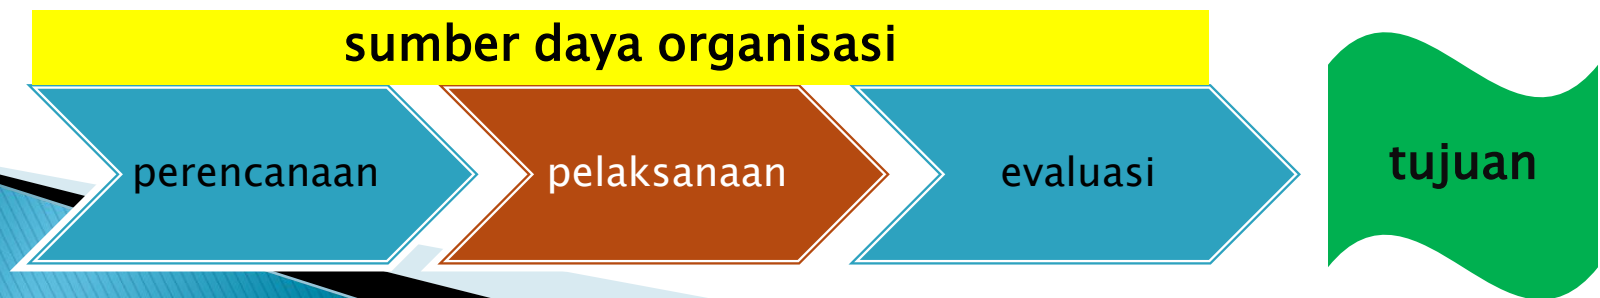 sumber daya organisasi
perencanaan
pelaksanaan
evaluasi
tujuan